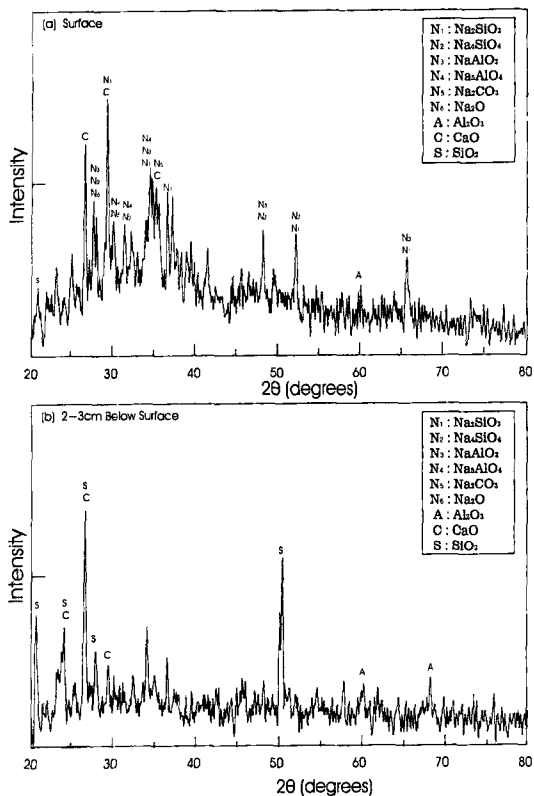 (a) Surface
N₁ : Na₂SiO₃
N₂ : Na₄SiO₄
N₃ : NaAlO₂
N₄ : Na₅AlO₄
N₅ : Na₂CO₃
N₆ : Na₂O
A : Al₂O₃
C : CaO
S : SiO₂
Intensity
N₁
C
C
N₃
N₂
N₆
N₄
N₄
N₂
N₄
N₃
N₁
N₅
C
N₁
N₃
N₂
N₂
N₁
N₁
A
S
20 30 40 50 60 70 80
2θ (degrees)
(b) 2-3cm Below Surface
N₁ : Na₂SiO₃
N₂ : Na₄SiO₄
N₃ : NaAlO₂
N₄ : Na₅AlO₄
N₅ : Na₂CO₃
N₆ : Na₂O
A : Al₂O₃
C : CaO
S : SiO₂
Intensity
S
C
S
S
C
S
C
S
A
A
20 30 40 50 60 70 80
2θ (degrees)